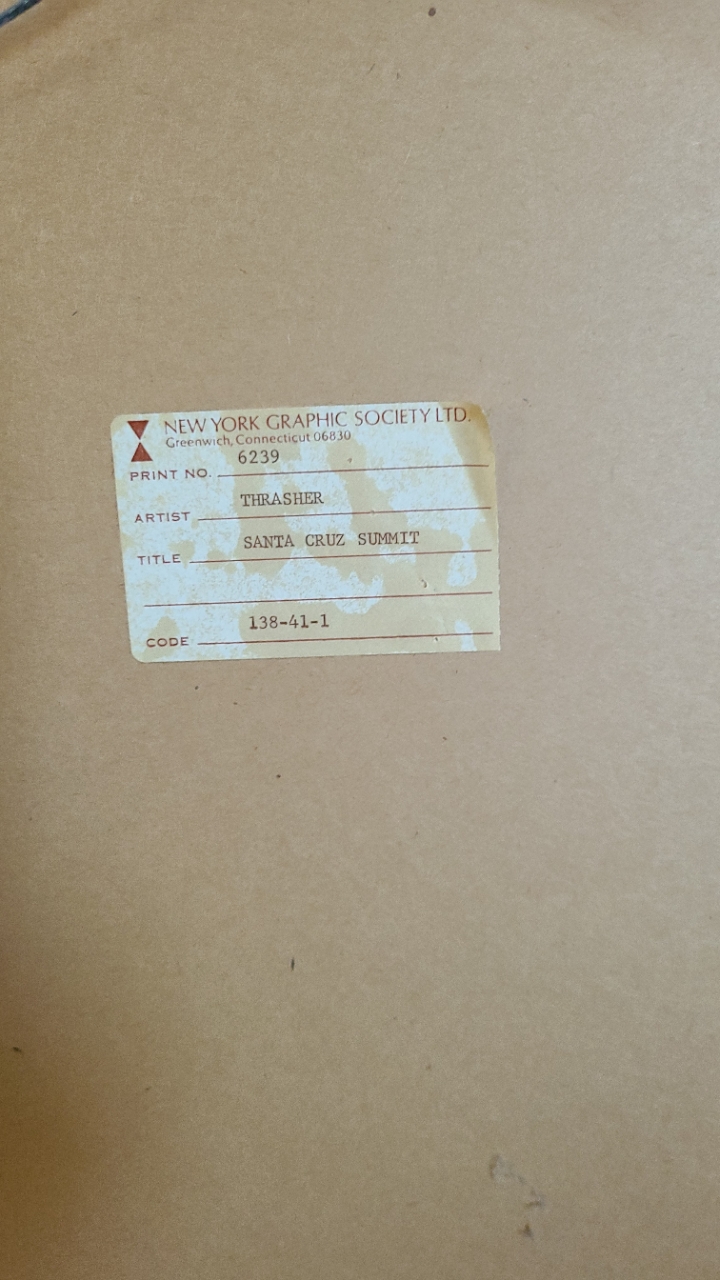 NEW YORK GRAPHIC SOCIETY LTD.
Greenwich, Connecticut 06830
PRINT NO. 6239
ARTIST THRASHER
TITLE SANTA CRUZ SUMMIT
CODE 138-41-1